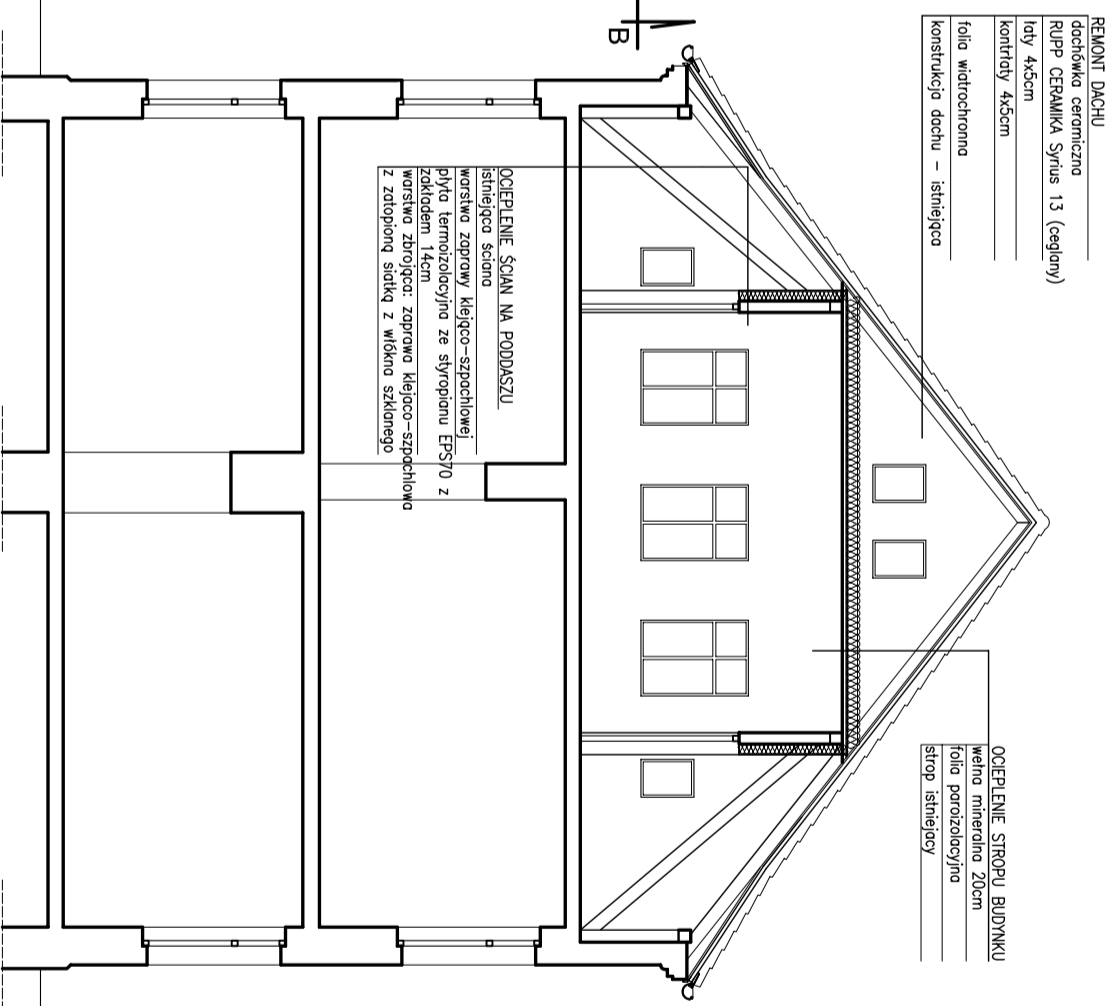 REMONT DACHU
dachówka ceramiczna
RUPP CERAMIKA Syrius 13 (ceglany)
łaty 4x5cm
kontrłaty 4x5cm
folia wiatrochronna
konstrukcja dachu – istniejąca
B
OCIEPLENIE ŚCIAN NA PODDASZU
istniejąca ściana
warstwa zaprawy klejąco–szpachlowej
płyta termoizolacyjna ze styropianu EPS70 z
zakładem 14cm
warstwa zbrojąca: zaprawa klejąco–szpachlowa
z zatopioną siatką z włókna szklanego
OCIEPLENIE STROPU BUDYNKU
wełna mineralna 20cm
folia paroizolacyjna
strop istniejący